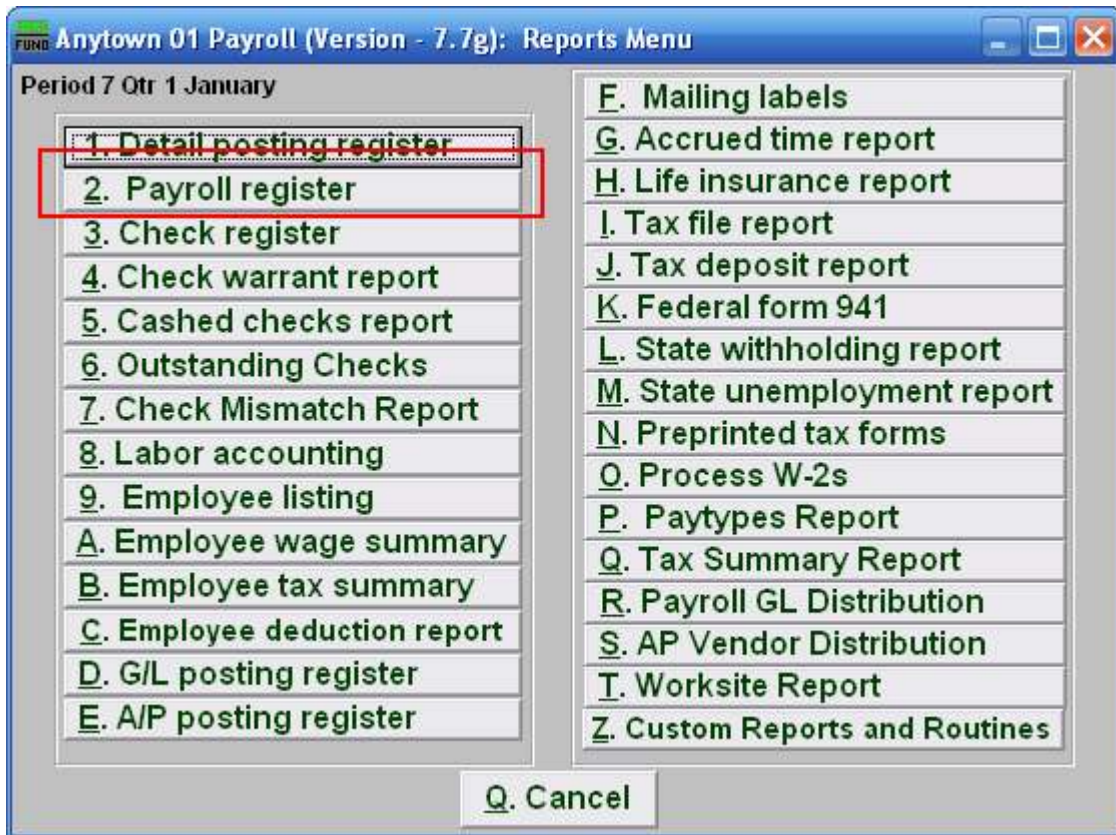 FUND Anytown 01 Payroll (Version - 7.7g): Reports Menu
Period 7 Qtr 1 January
1. Detail posting register
2. Payroll register
3. Check register
4. Check warrant report
5. Cashed checks report
6. Outstanding Checks
7. Check Mismatch Report
8. Labor accounting
9. Employee listing
A. Employee wage summary
B. Employee tax summary
C. Employee deduction report
D. G/L posting register
E. A/P posting register
F. Mailing labels
G. Accrued time report
H. Life insurance report
I. Tax file report
J. Tax deposit report
K. Federal form 941
L. State withholding report
M. State unemployment report
N. Preprinted tax forms
O. Process W-2s
P. Paytypes Report
Q. Tax Summary Report
R. Payroll GL Distribution
S. AP Vendor Distribution
T. Worksite Report
Z. Custom Reports and Routines
Q. Cancel